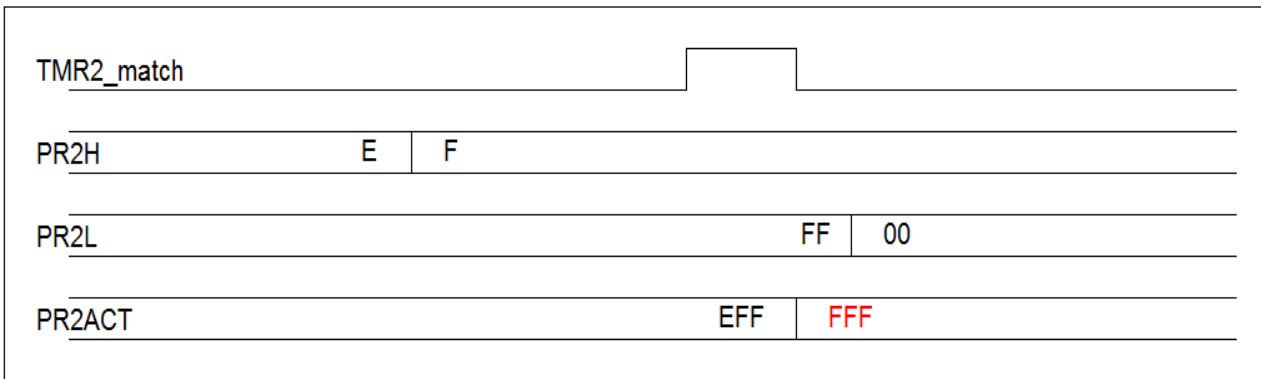 TMR2_match
PR2H E F
PR2L FF 00
PR2ACT EFF FFF